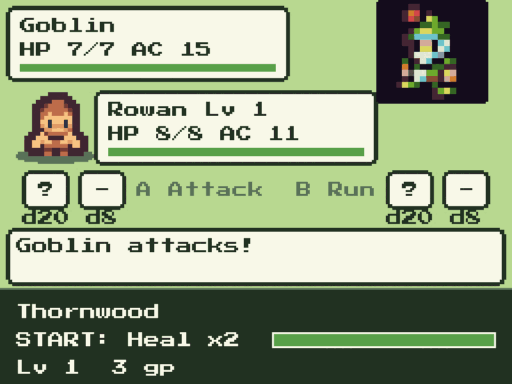 Goblin
HP 7/7 AC 15
Rowan Lv 1
HP 8/8 AC 11
? - A Attack B Run ? -
d20 d8 d20 d8
Goblin attacks!
Thornwood
START: Heal x2
Lv 1 3 gp